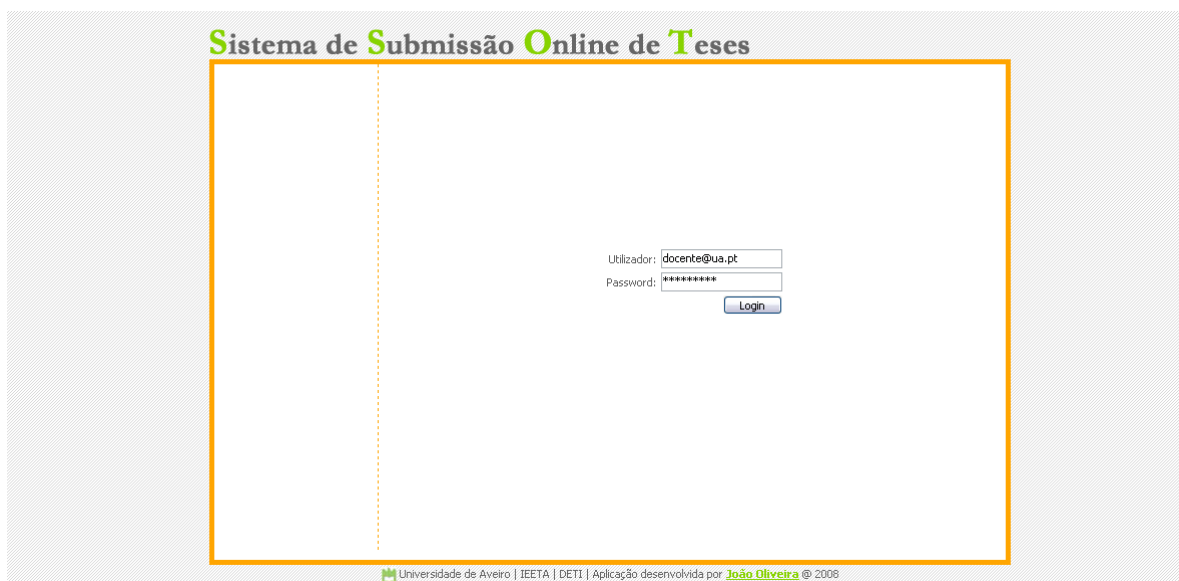 Sistema de Submissão Online de Teses
Utilizador: docente@ua.pt
Password: *********
Login
Universidade de Aveiro | IEETA | DETI | Aplicação desenvolvida por João Oliveira @ 2008